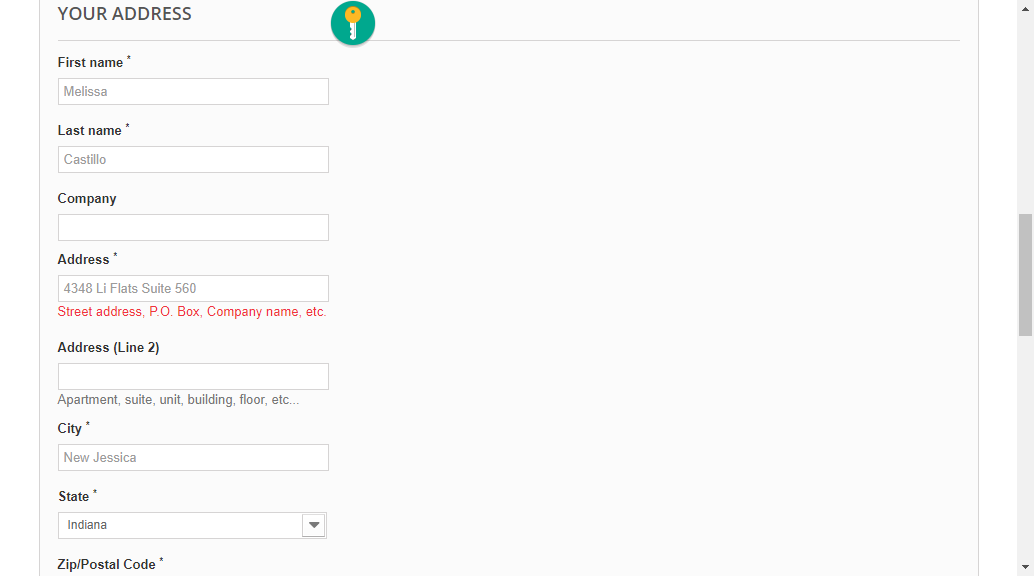 YOUR ADDRESS
First name *
Melissa
Last name *
Castillo
Company
Address *
4348 Li Flats Suite 560
Street address, P.O. Box, Company name, etc.
Address (Line 2)
Apartment, suite, unit, building, floor, etc...
City *
New Jessica
State *
Indiana
Zip/Postal Code *